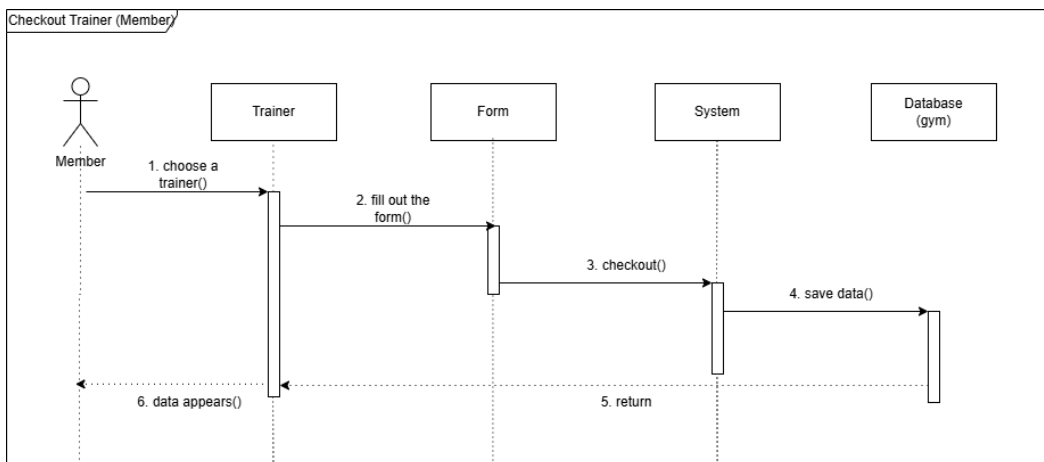 Checkout Trainer (Member)
Trainer
Form
System
Database
(gym)
Member
1. choose a
trainer()
2. fill out the
form()
3. checkout()
4. save data()
5. return
6. data appears()